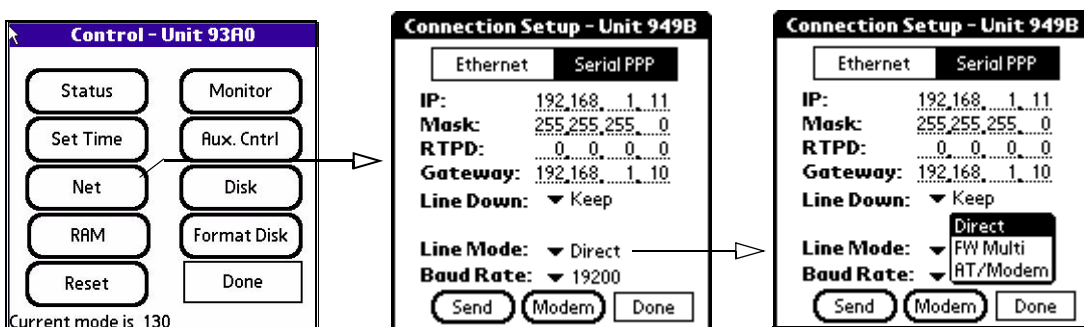 Control - Unit 93A0
Status
Monitor
Set Time
Aux. Cntrl
Net
Disk
RAM
Format Disk
Reset
Done
Current mode is 130
Connection Setup - Unit 949B
Ethernet
Serial PPP
IP: 192.168. 1. 11
Mask: 255.255.255. 0
RTPD: 0. 0. 0. 0
Gateway: 192.168. 1. 10
Line Down: Keep
Line Mode: Direct
Baud Rate: 19200
Send
Modem
Done
Connection Setup - Unit 949B
Ethernet
Serial PPP
IP: 192.168. 1. 11
Mask: 255.255.255. 0
RTPD: 0. 0. 0. 0
Gateway: 192.168. 1. 10
Line Down: Keep
Direct
Line Mode: FW Multi
Baud Rate: AT/Modem
Send
Modem
Done